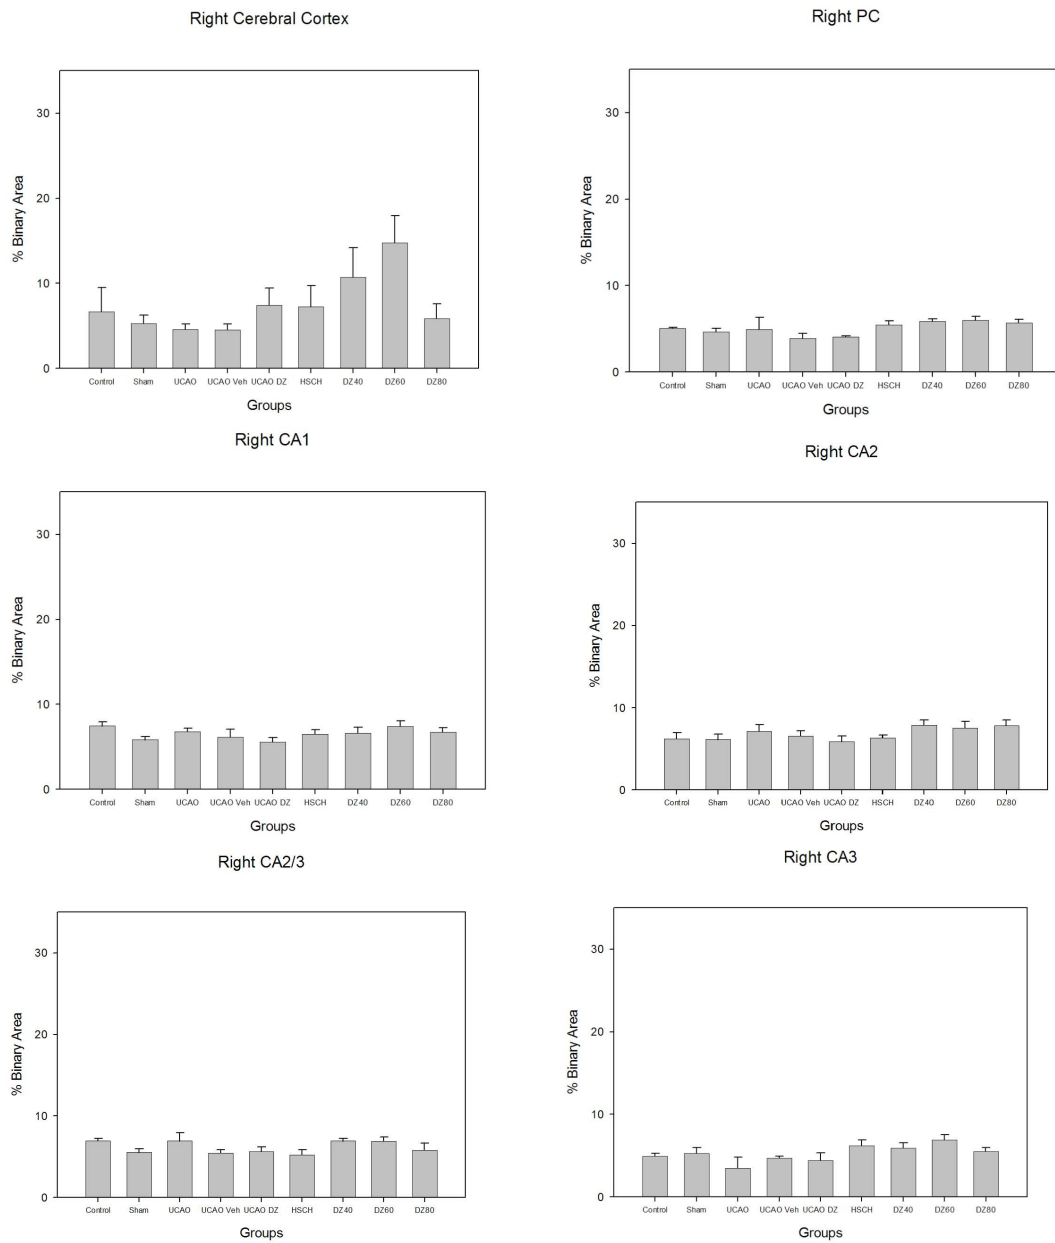 Right Cerebral Cortex
% Binary Area
30
20
10
0
Control Sham UCAO UCAO Veh UCAO DZ HSCH DZ40 DZ60 DZ80
Groups
Right PC
% Binary Area
30
20
10
0
Control Sham UCAO UCAO Veh UCAO DZ HSCH DZ40 DZ60 DZ80
Groups
Right CA1
% Binary Area
30
20
10
0
Control Sham UCAO UCAO Veh UCAO DZ HSCH DZ40 DZ60 DZ80
Groups
Right CA2
% Binary Area
30
20
10
0
Control Sham UCAO UCAO Veh UCAO DZ HSCH DZ40 DZ60 DZ80
Groups
Right CA2/3
% Binary Area
30
20
10
0
Control Sham UCAO UCAO Veh UCAO DZ HSCH DZ40 DZ60 DZ80
Groups
Right CA3
% Binary Area
30
20
10
0
Control Sham UCAO UCAO Veh UCAO DZ HSCH DZ40 DZ60 DZ80
Groups